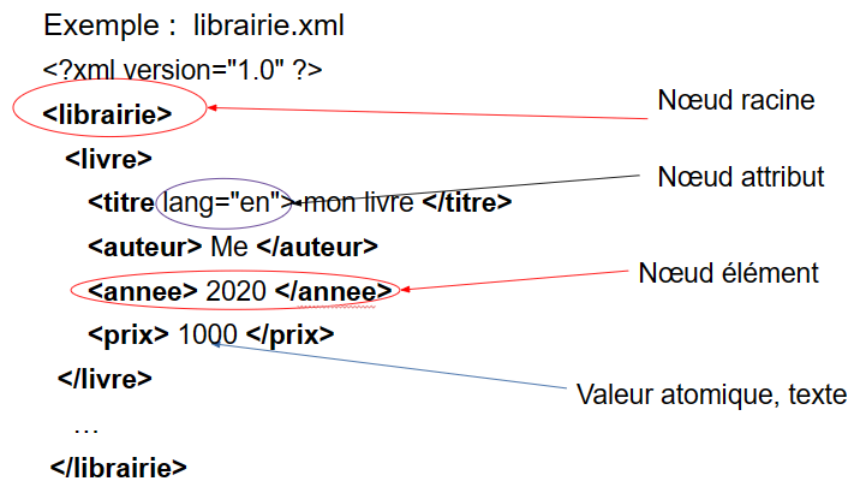 Exemple : librairie.xml
<?xml version="1.0" ?>
<librairie>
Nœud racine
<livre>
<titre lang="en"> mon livre </titre>
Nœud attribut
<auteur> Me </auteur>
<annee> 2020 </annee>
Nœud élément
<prix> 1000 </prix>
</livre>
Valeur atomique, texte
…
</librairie>